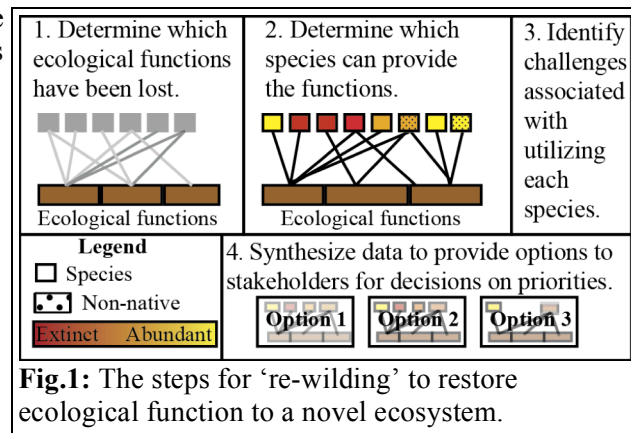 e
s
1. Determine which
ecological functions
have been lost.
Ecological functions
2. Determine which
species can provide
the functions.
Ecological functions
3. Identify
challenges
associated
with
utilizing
each
species.
Legend
Species
Non-native
Extinct Abundant
4. Synthesize data to provide options to
stakeholders for decisions on priorities.
Option 1
Option 2
Option 3
Fig.1: The steps for ‘re-wilding’ to restore
ecological function to a novel ecosystem.